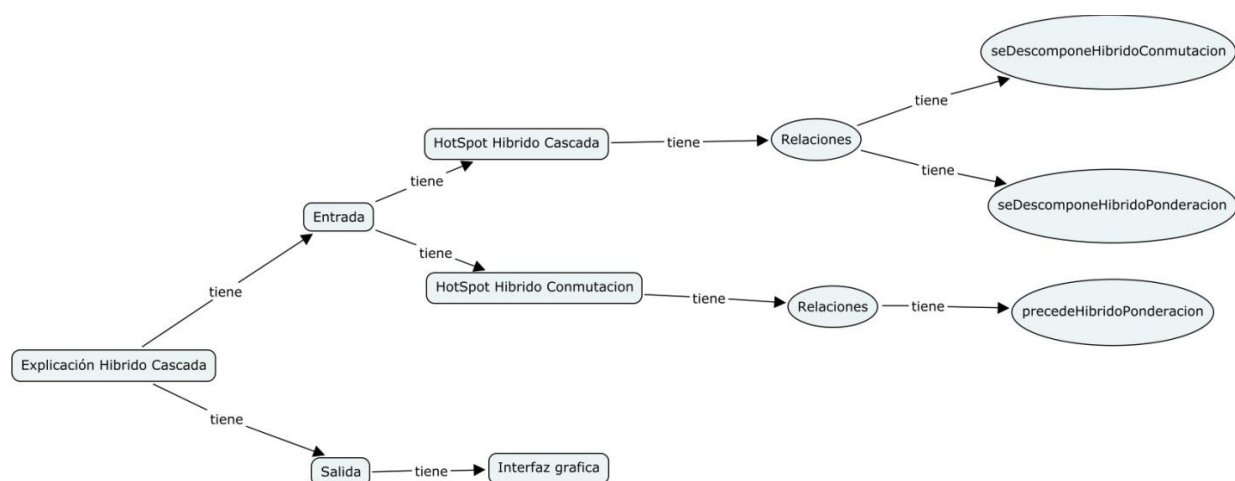 seDescomponeHibridoConmutacion
tiene
HotSpot Hibrido Cascada
tiene
Relaciones
tiene
tiene
seDescomponeHibridoPonderacion
Entrada
tiene
HotSpot Hibrido Conmutacion
tiene
Relaciones
tiene
precedeHibridoPonderacion
tiene
Explicación Hibrido Cascada
tiene
Salida
tiene
Interfaz grafica